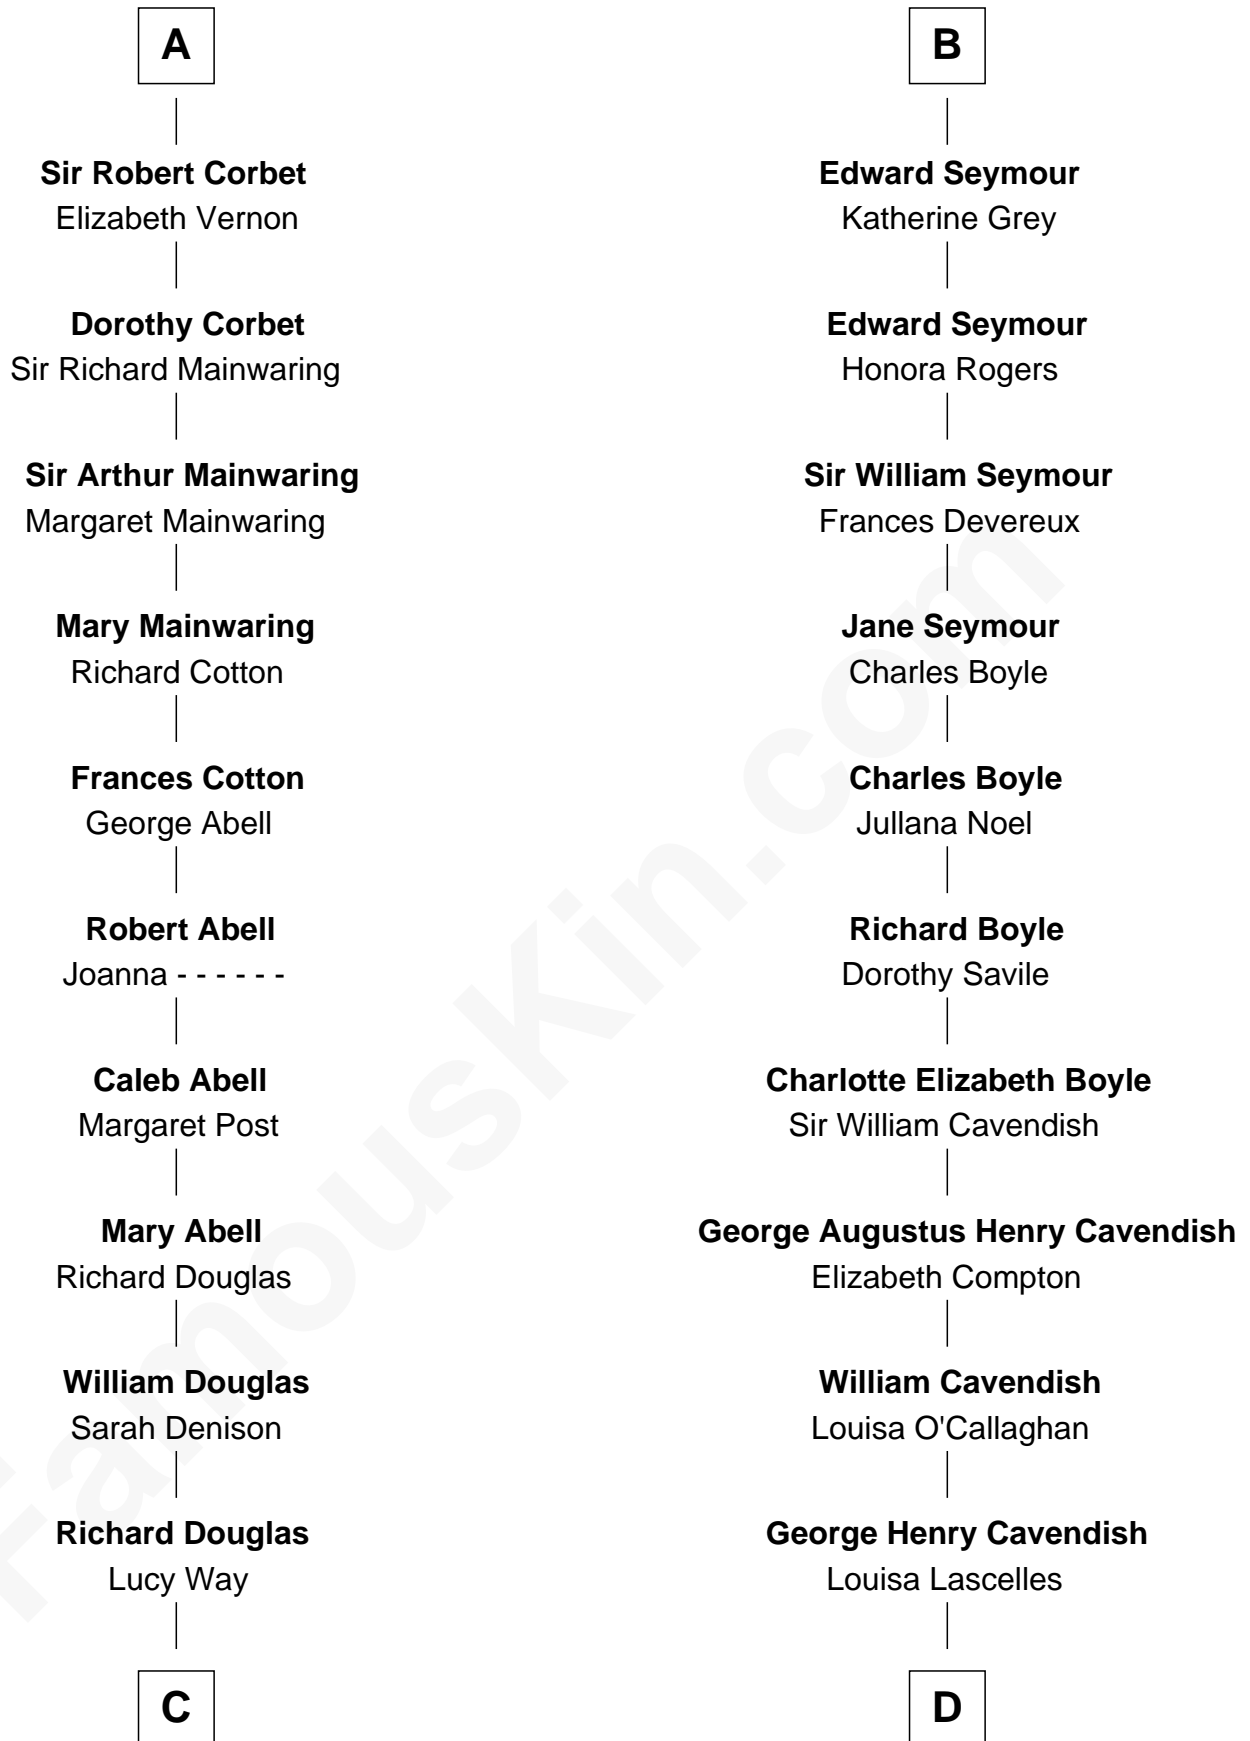 A
Sir Robert Corbet
Elizabeth Vernon
Dorothy Corbet
Sir Richard Mainwaring
Sir Arthur Mainwaring
Margaret Mainwaring
Mary Mainwaring
Richard Cotton
Frances Cotton
George Abell
Robert Abell
Joanna - - - - - -
Caleb Abell
Margaret Post
Mary Abell
Richard Douglas
William Douglas
Sarah Denison
Richard Douglas
Lucy Way
C
B
Edward Seymour
Katherine Grey
Edward Seymour
Honora Rogers
Sir William Seymour
Frances Devereux
Jane Seymour
Charles Boyle
Charles Boyle
Jullana Noel
Richard Boyle
Dorothy Savile
Charlotte Elizabeth Boyle
Sir William Cavendish
George Augustus Henry Cavendish
Elizabeth Compton
William Cavendish
Louisa O'Callaghan
George Henry Cavendish
Louisa Lascelles
D
FamousKin.com